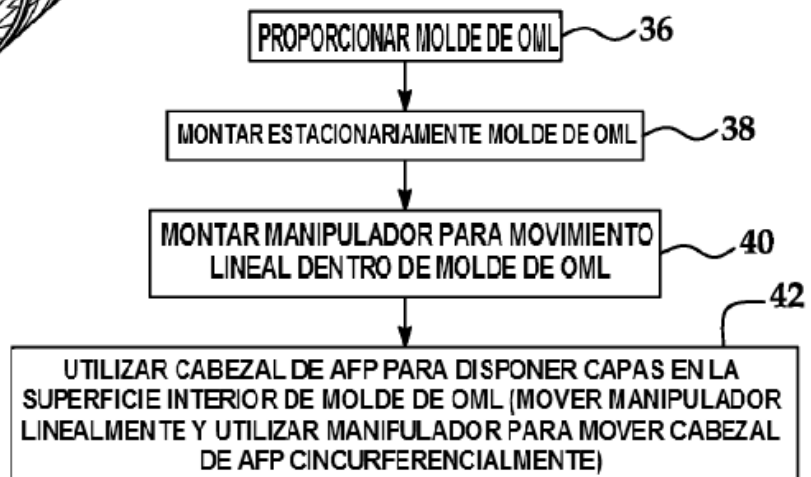 PROPORCIONAR MOLDE DE OML
36
MONTAR ESTACIONARIAMENTE MOLDE DE OML
38
MONTAR MANIPULADOR PARA MOVIMIENTO
LINEAL DENTRO DE MOLDE DE OML
40
42
UTILIZAR CABEZAL DE AFP PARA DISPONER CAPAS EN LA
SUPERFICIE INTERIOR DE MOLDE DE OML (MOVER MANIPULADOR
LINEALMENTE Y UTILIZAR MANIFULADOR PARA MOVER CABEZAL
DE AFP CINCURFERENCIALMENTE)